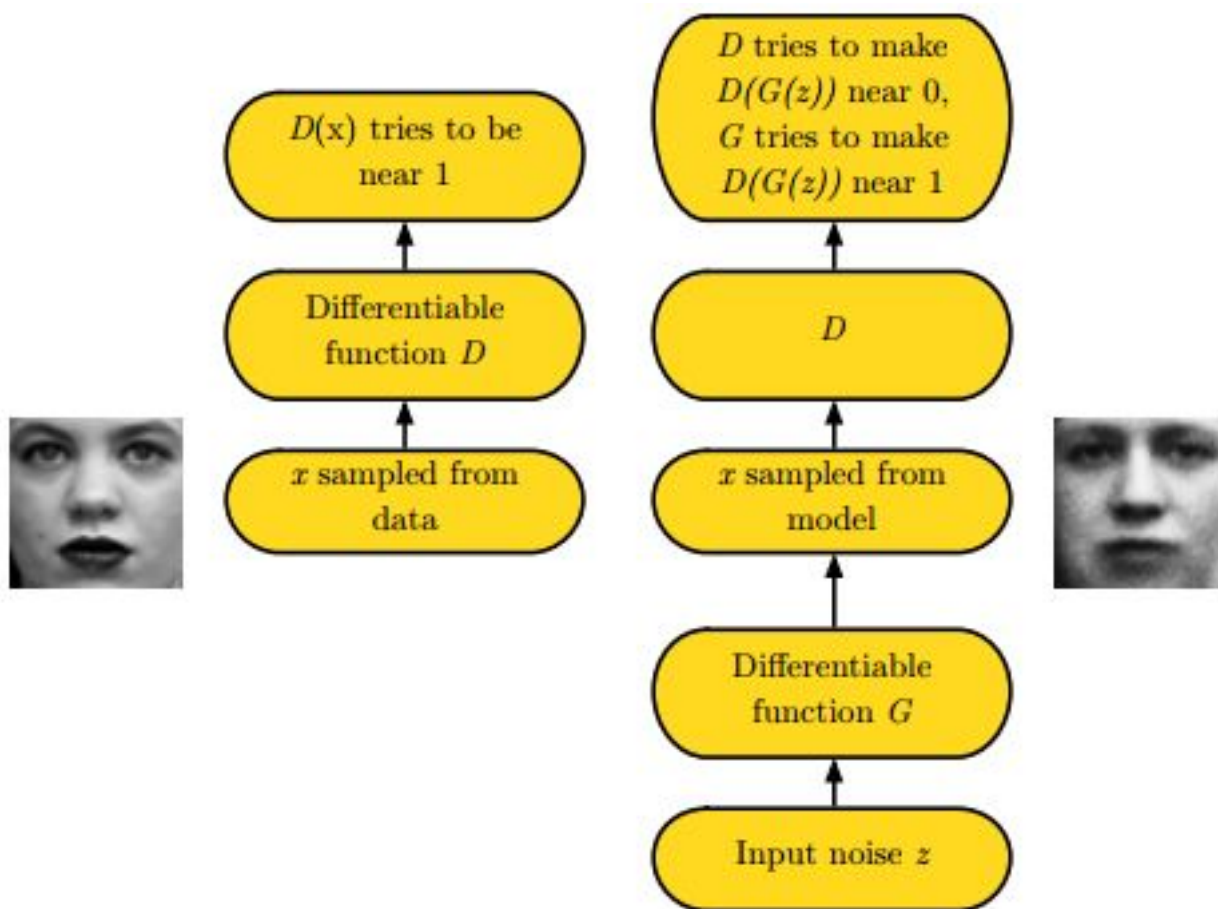 D(x) tries to be
near 1
Differentiable
function D
x sampled from
data
D tries to make
D(G(z)) near 0,
G tries to make
D(G(z)) near 1
D
x sampled from
model
Differentiable
function G
Input noise z